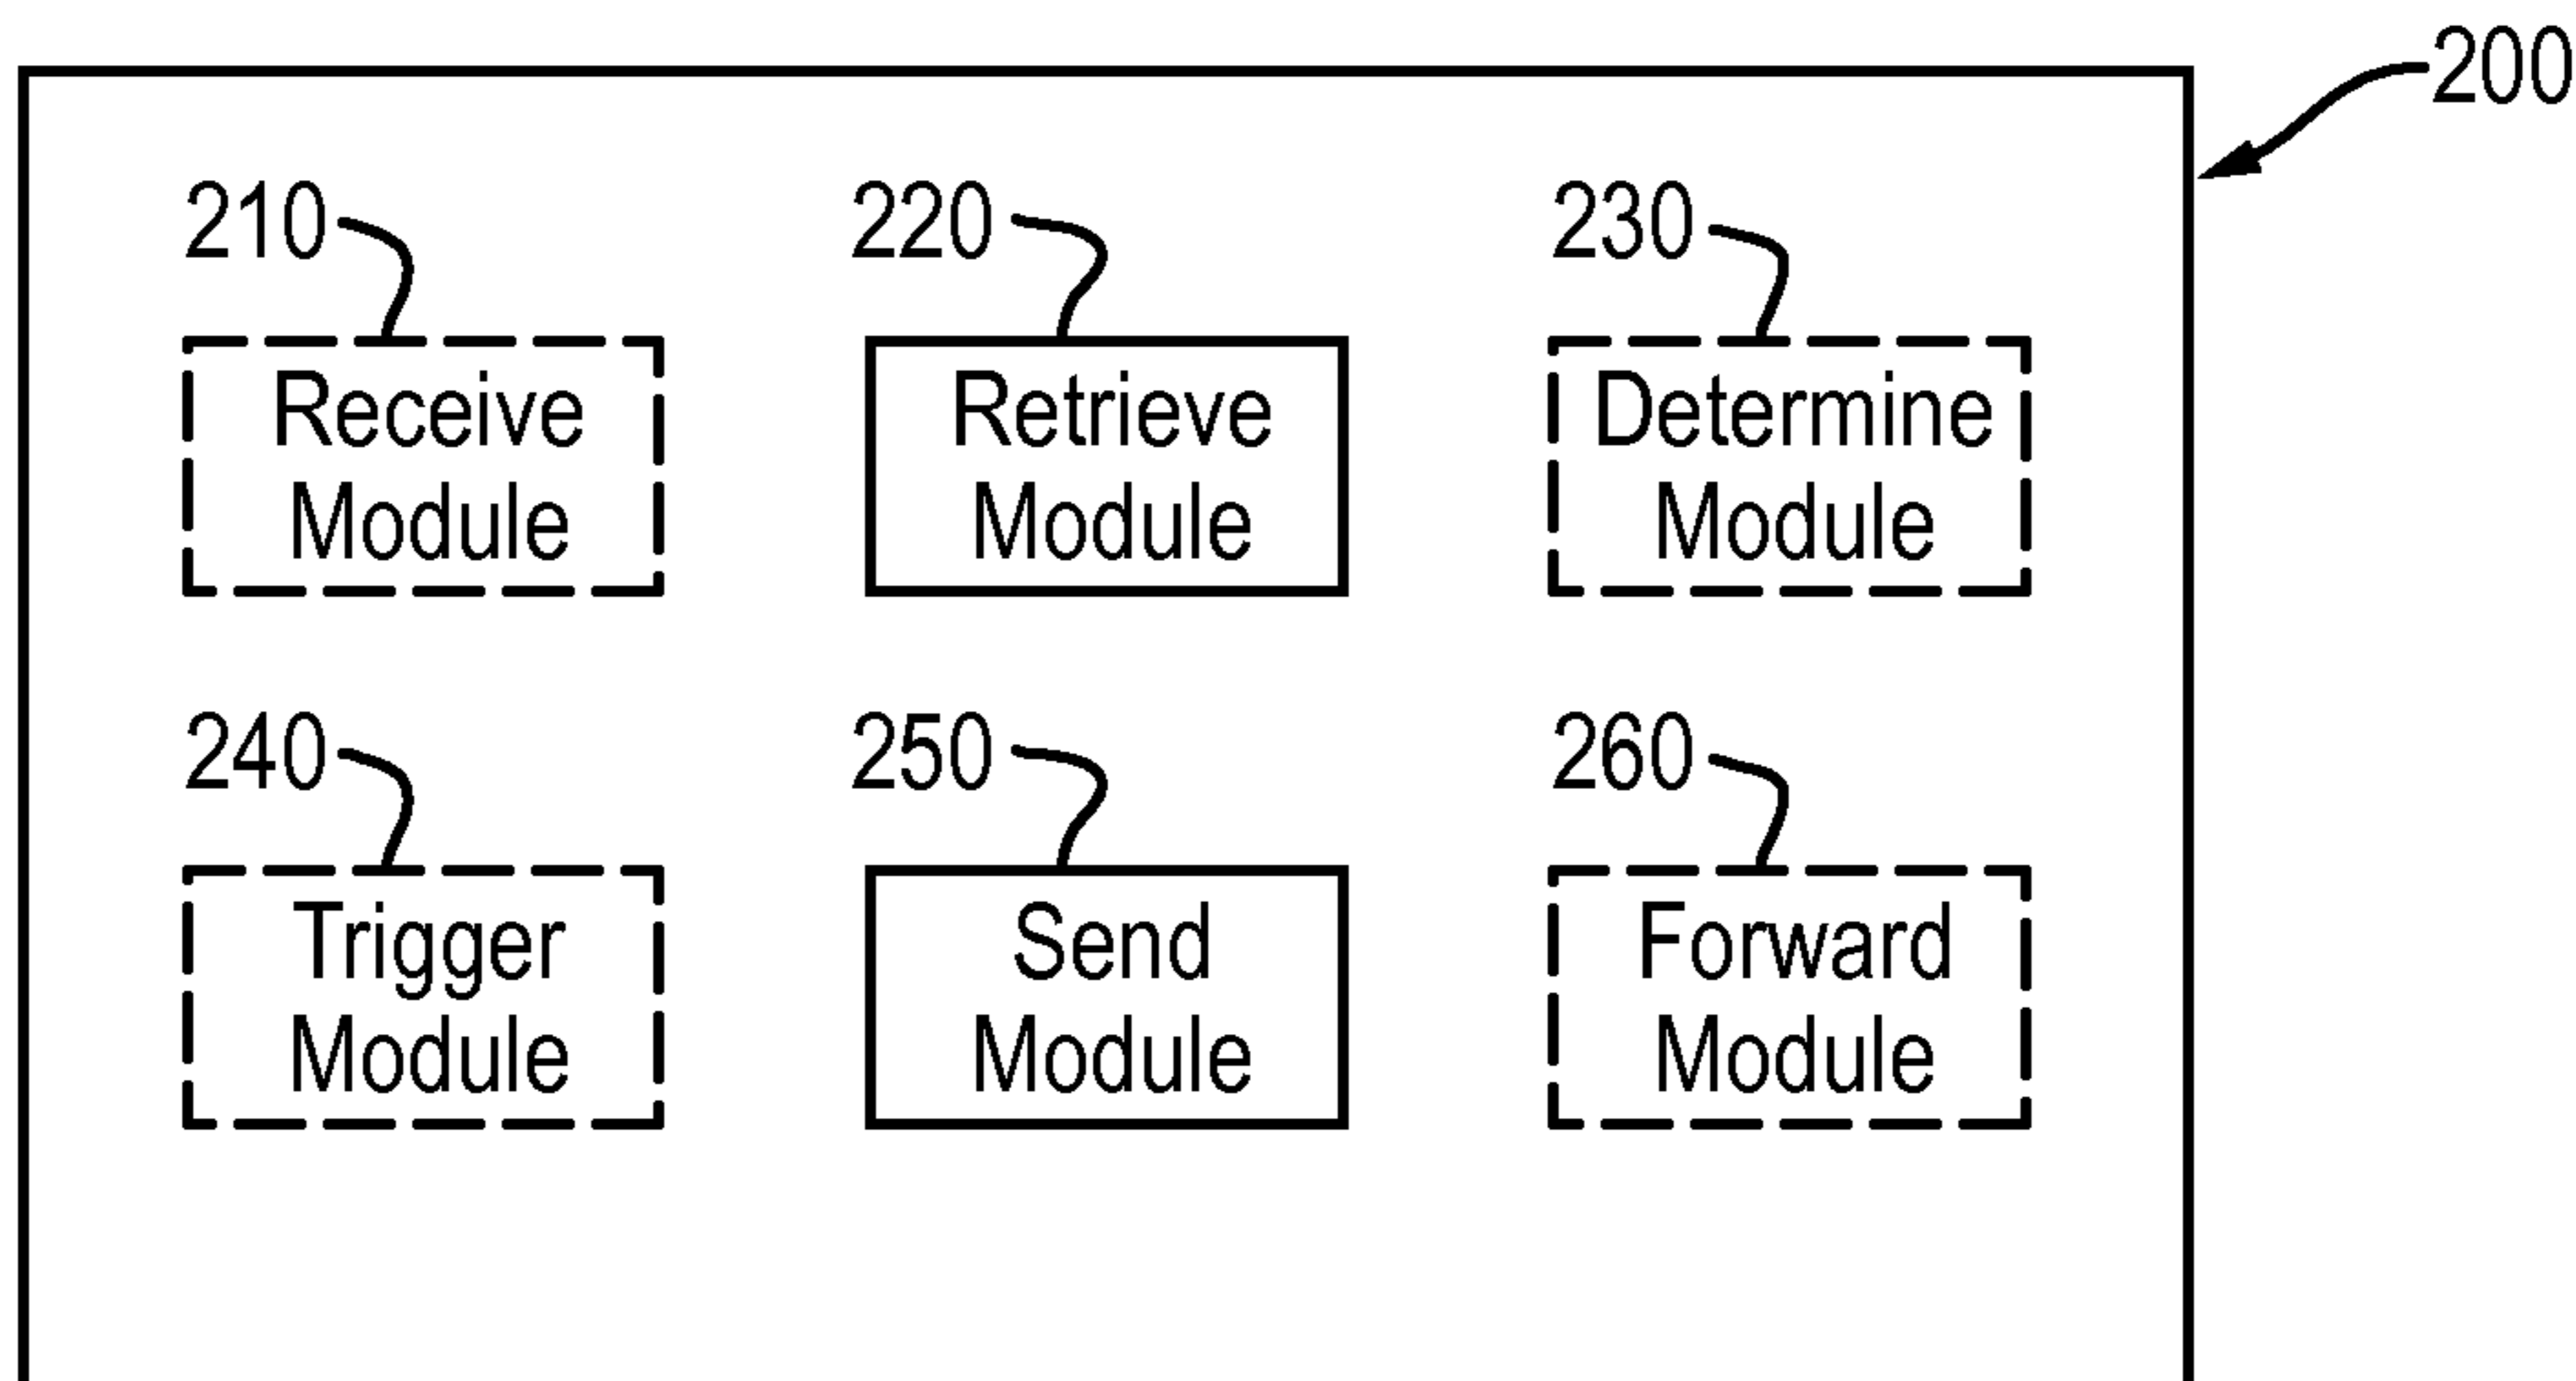 200
210
220
230
Receive
Module
Retrieve
Module
Determine
Module
240
250
260
Trigger
Module
Send
Module
Forward
Module